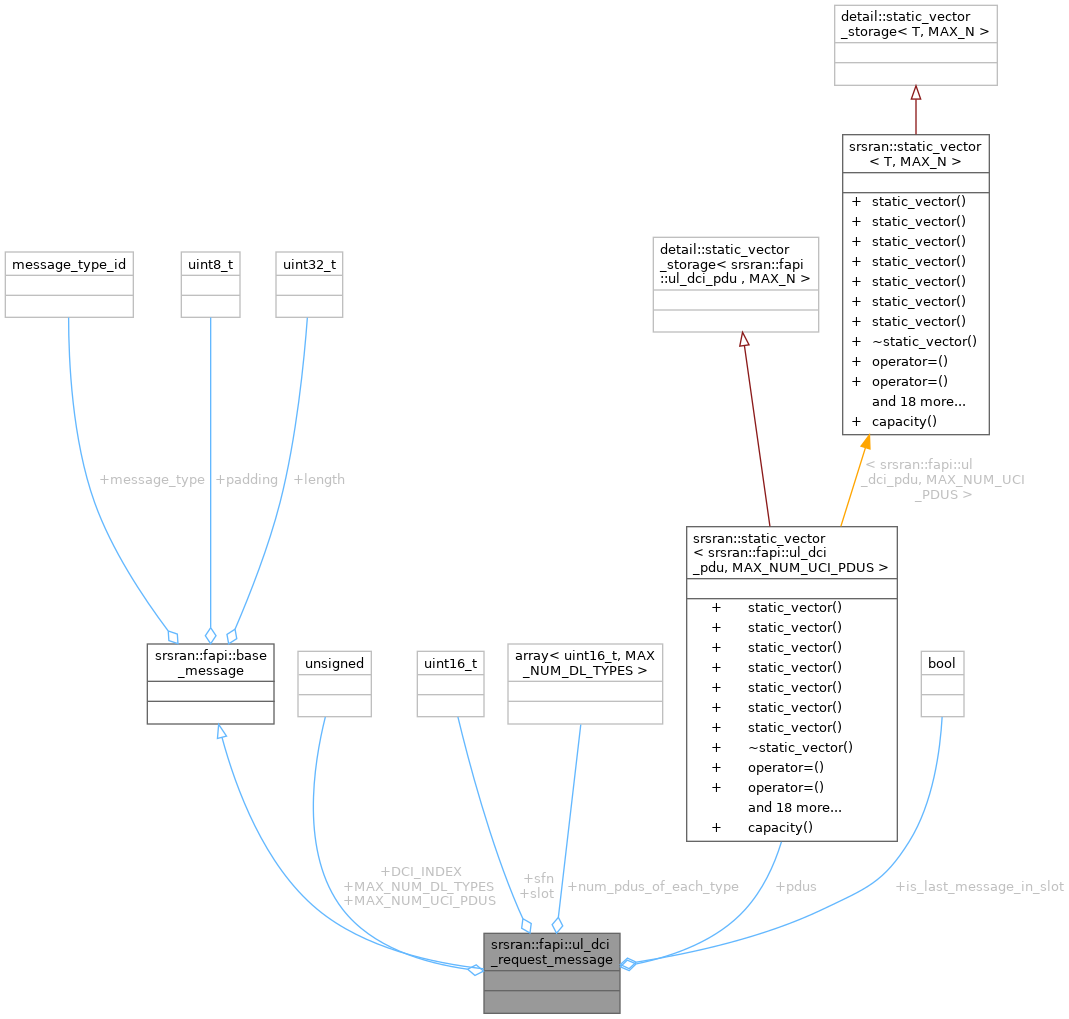 detail::static_vector
_storage< T, MAX_N >
srsran::static_vector
< T, MAX_N >
+ static_vector()
+ static_vector()
+ static_vector()
+ static_vector()
+ static_vector()
+ static_vector()
+ static_vector()
+ ~static_vector()
+ operator=()
+ operator=()
and 18 more...
+ capacity()
detail::static_vector
_storage< srsran::fapi
::ul_dci_pdu , MAX_N >
message_type_id
uint8_t
uint32_t
+message_type
+padding
+length
< srsran::fapi::ul
_dci_pdu, MAX_NUM_UCI
_PDUS >
srsran::static_vector
< srsran::fapi::ul_dci
_pdu, MAX_NUM_UCI_PDUS >
+ static_vector()
+ static_vector()
+ static_vector()
+ static_vector()
+ static_vector()
+ static_vector()
+ static_vector()
+ ~static_vector()
+ operator=()
+ operator=()
and 18 more...
+ capacity()
srsran::fapi::base
_message
unsigned
uint16_t
array< uint16_t, MAX
_NUM_DL_TYPES >
bool
+DCI_INDEX
+MAX_NUM_DL_TYPES
+MAX_NUM_UCI_PDUS
+sfn
+slot
+num_pdus_of_each_type
+pdus
+is_last_message_in_slot
srsran::fapi::ul_dci
_request_message